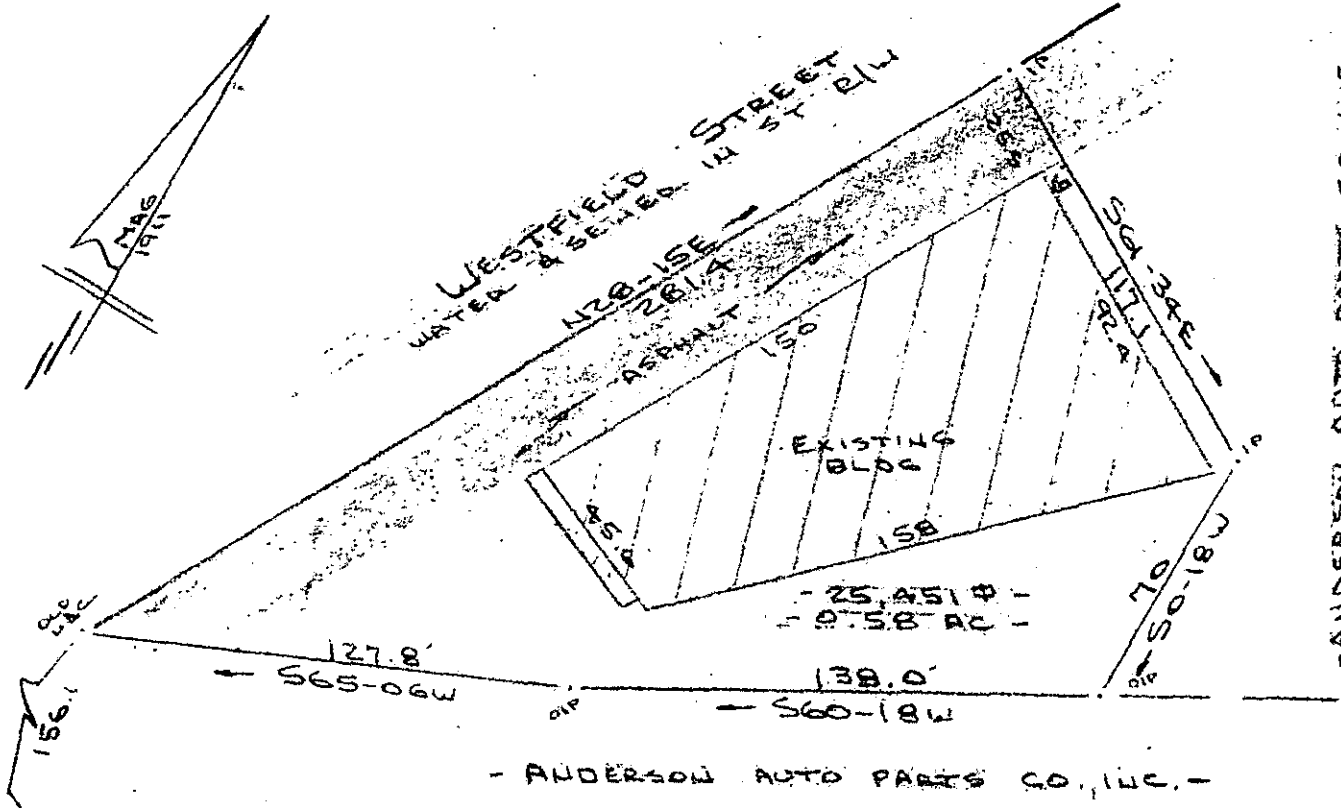 MAG
1911
WESTFIELD STREET
WATER & SEWER IN ST R/W
N28-15E
281.4
ASPHALT
150
IP
S61-34E
117.1
92.4
EXISTING
BLDG
45.8
158
IP
70
S0-18W
- 25,451 -
- 0.58 AC -
127.8'
S65-06W
138.0'
S60-18W
OIP
OIP
156.1
- ANDERSON AUTO PARTS CO., INC. -